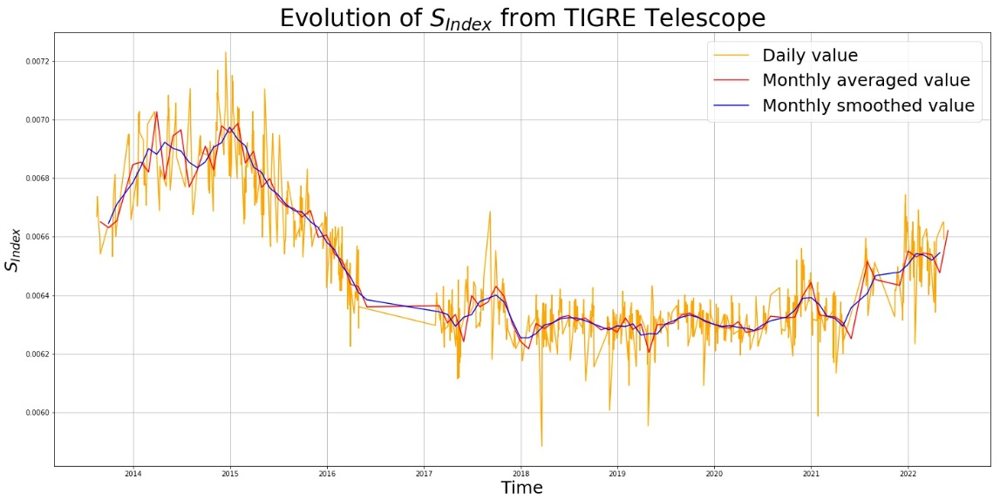 Evolution of S_Index from TIGRE Telescope
Daily value
Monthly averaged value
Monthly smoothed value
S_Index
0.0072
0.0070
0.0068
0.0066
0.0064
0.0062
0.0060
2014 2015 2016 2017 2018 2019 2020 2021 2022
Time